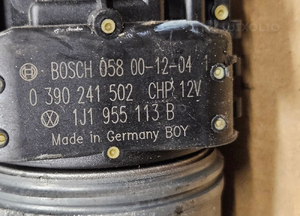 BOSCH 058 00-12-04 1
0 390 241 502 CHP 12V
1J1 955 113 B
Made in Germany BOY